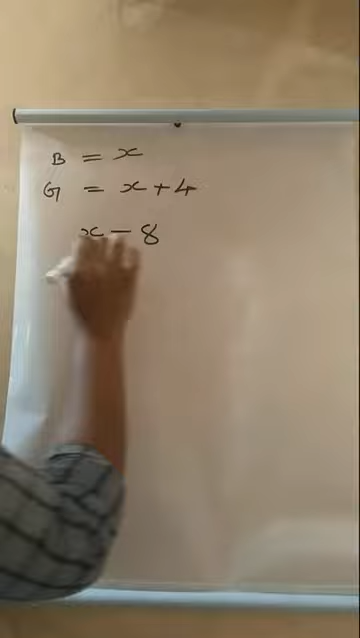 B = x
G = x + 4
x - 8